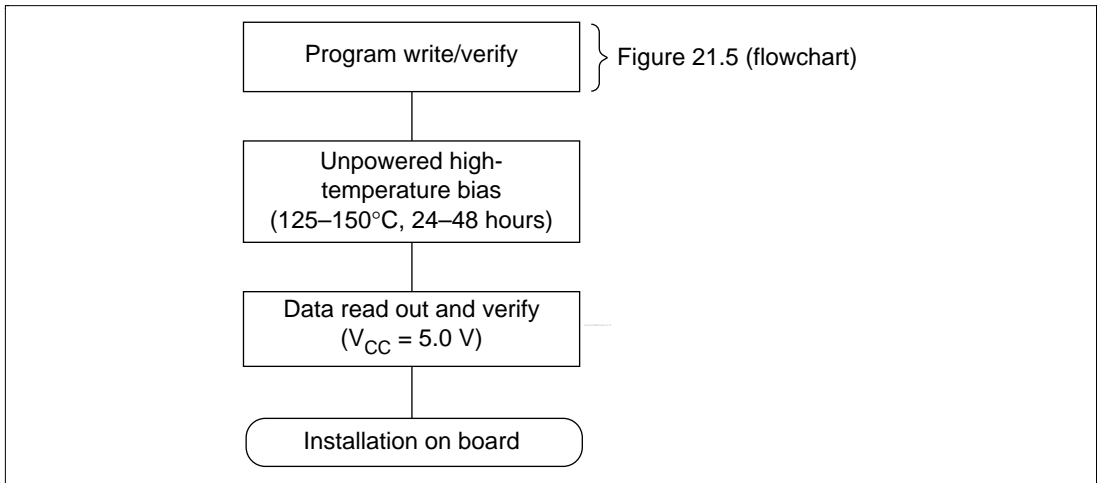 Program write/verify
Figure 21.5 (flowchart)
Unpowered high-
temperature bias
(125–150°C, 24–48 hours)
Data read out and verify
(VCC = 5.0 V)
Installation on board